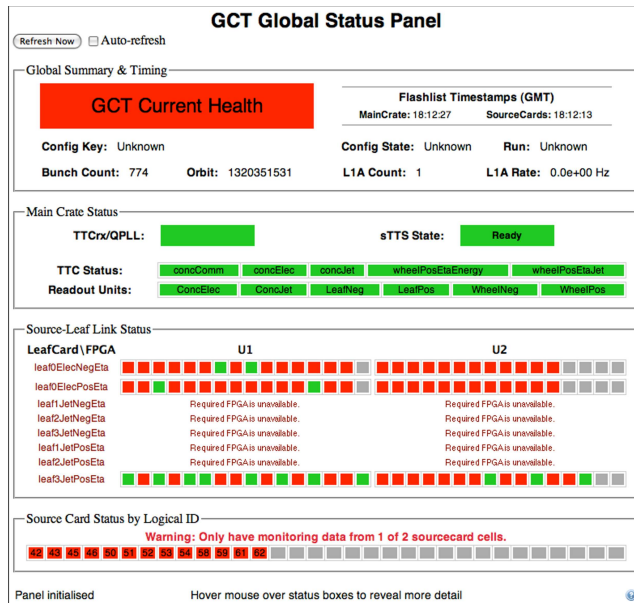 GCT Global Status Panel
Refresh Now Auto-refresh
Global Summary & Timing
GCT Current Health
Flashlist Timestamps (GMT)
MainCrate: 18:12:27 SourceCards: 18:12:13
Config Key: Unknown Config State: Unknown Run: Unknown
Bunch Count: 774 Orbit: 1320351531 L1A Count: 1 L1A Rate: 0.0e+00 Hz
Main Crate Status
TTCrx/QPLL: sTTS State: Ready
TTC Status: concComm concElec concJet wheelPosEtaEnergy wheelPosEtaJet
Readout Units: ConcElec ConcJet LeafNeg LeafPos WheelNeg WheelPos
Source-Leaf Link Status
LeafCard\FPGA U1 U2
leaf0ElecNegEta
leaf0ElecPosEta
leaf1JetNegEta Required FPGA is unavailable. Required FPGA is unavailable.
leaf2JetNegEta Required FPGA is unavailable. Required FPGA is unavailable.
leaf3JetNegEta Required FPGA is unavailable. Required FPGA is unavailable.
leaf1JetPosEta Required FPGA is unavailable. Required FPGA is unavailable.
leaf2JetPosEta Required FPGA is unavailable. Required FPGA is unavailable.
leaf3JetPosEta
Source Card Status by Logical ID
Warning: Only have monitoring data from 1 of 2 sourcecard cells.
42 43 45 46 50 51 52 53 54 58 59 61 62
Panel initialised Hover mouse over status boxes to reveal more detail